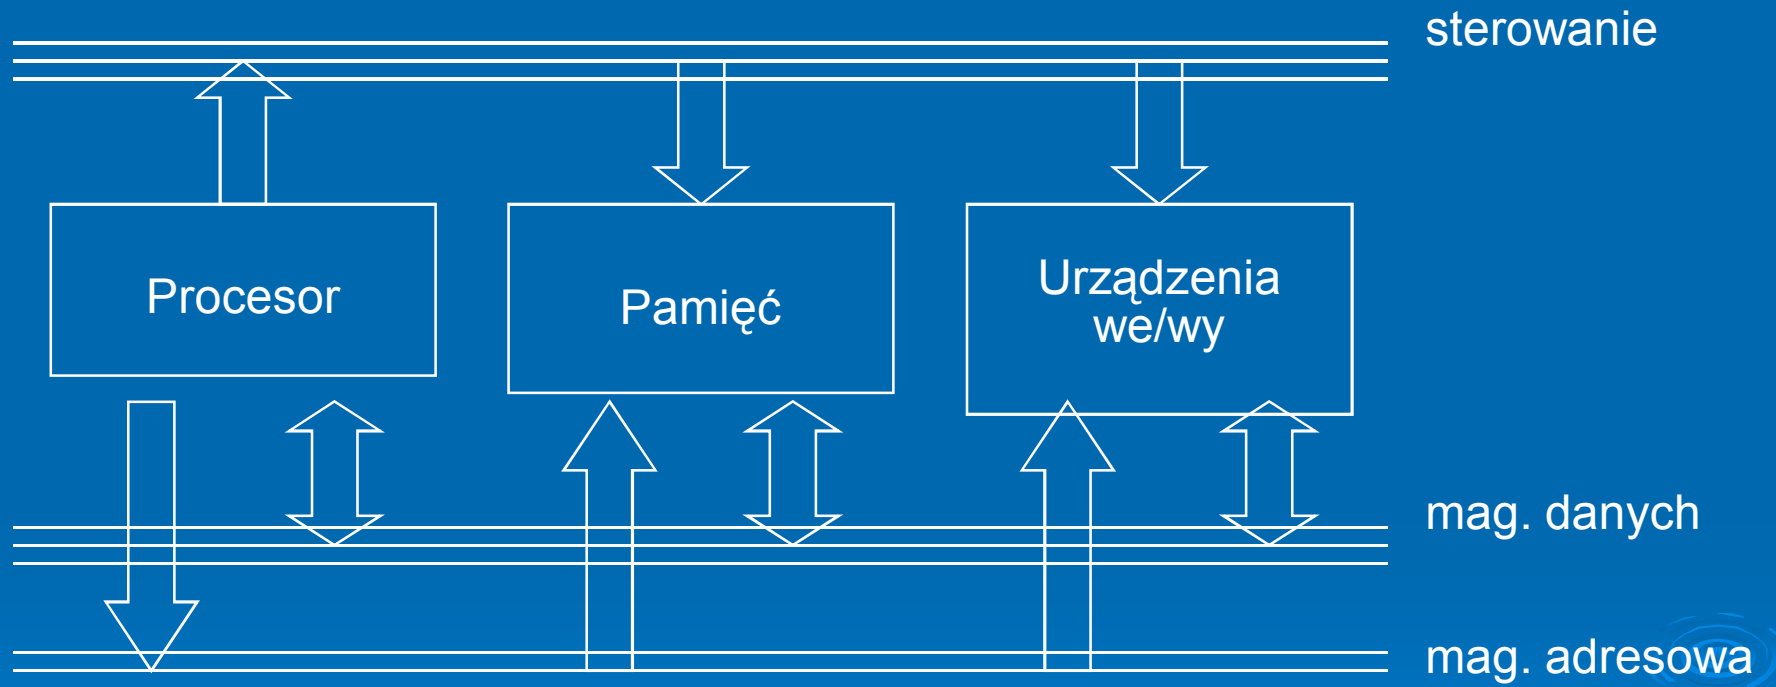 sterowanie
Procesor
Pamięć
Urządzenia
we/wy
mag. danych
mag. adresowa